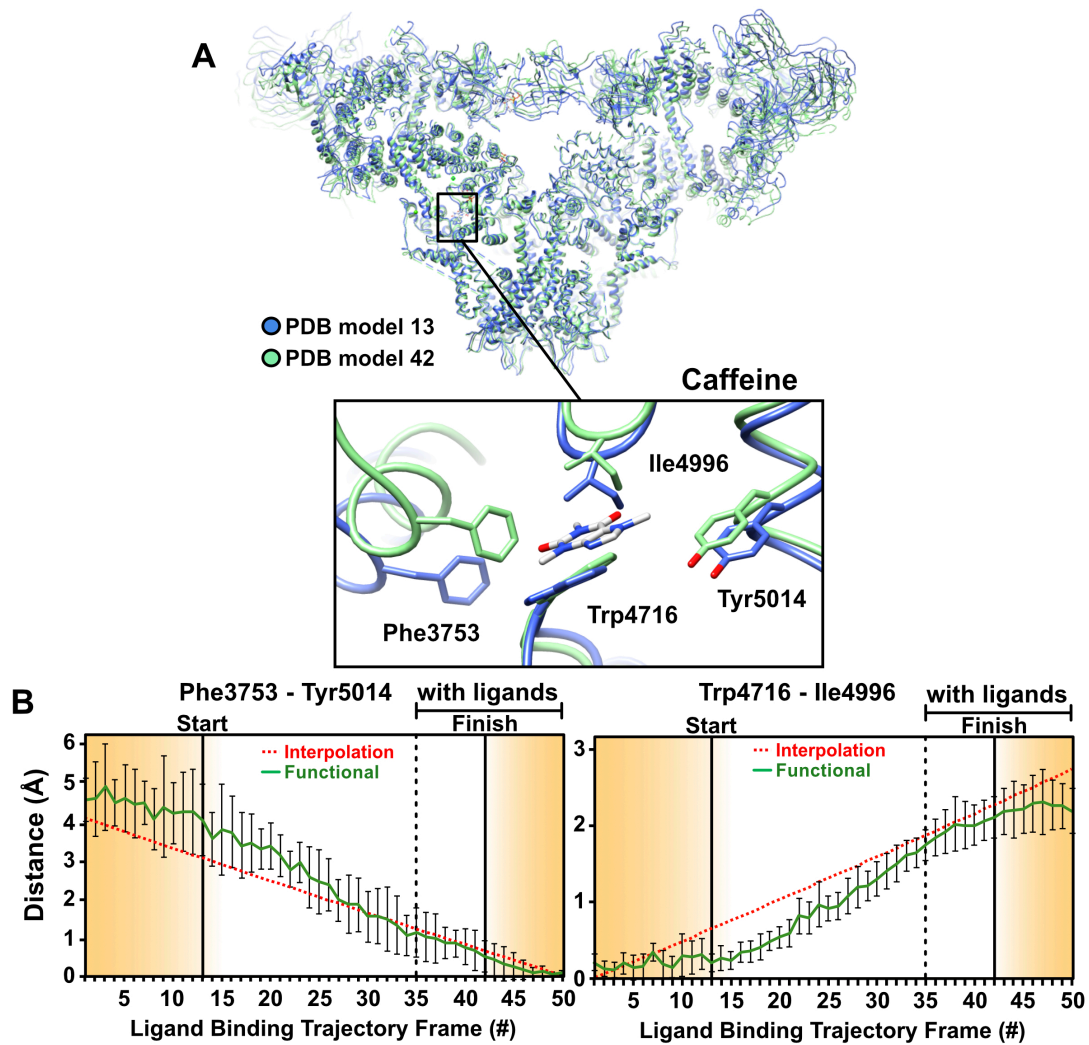 A
PDB model 13
PDB model 42
Caffeine
Ile4996
Phe3753
Trp4716
Tyr5014
B
Phe3753 - Tyr5014
with ligands
Start
Finish
Interpolation
Functional
Distance (Å)
6
5
4
3
2
1
0
5 10 15 20 25 30 35 40 45 50
Ligand Binding Trajectory Frame (#)
Trp4716 - Ile4996
with ligands
Start
Finish
Interpolation
Functional
3
2
1
0
5 10 15 20 25 30 35 40 45 50
Ligand Binding Trajectory Frame (#)